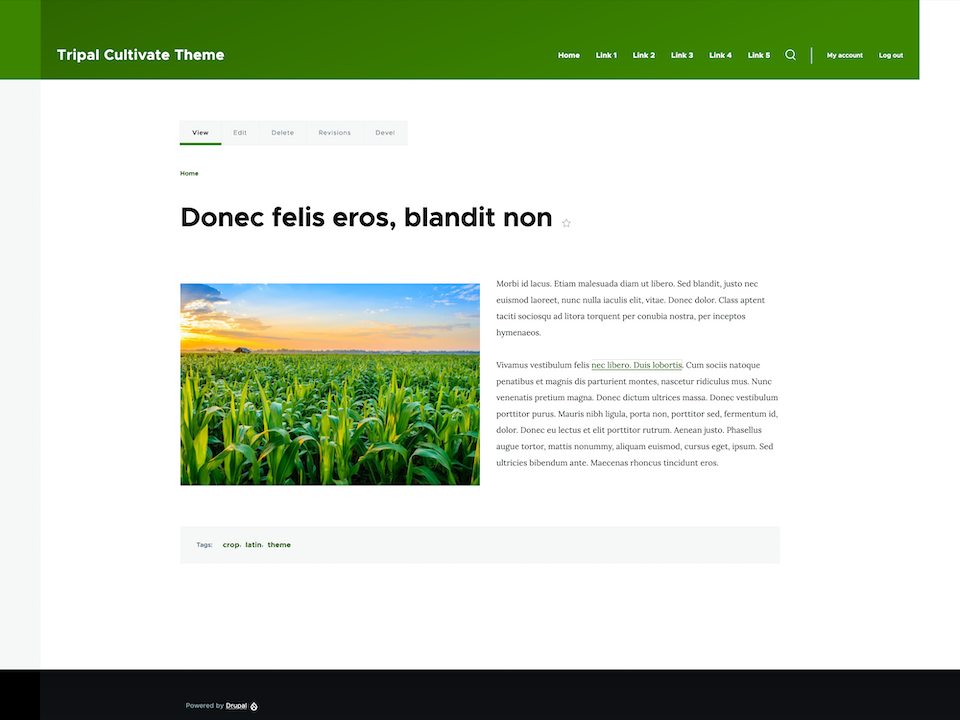 Tripal Cultivate Theme
Home Link 1 Link 2 Link 3 Link 4 Link 5 My account Log out
View Edit Delete Revisions Devel
Home
Donec felis eros, blandit non
Morbi id lacus. Etiam malesuada diam ut libero. Sed blandit, justo nec
euismod laoreet, nunc nulla iaculis elit, vitae. Donec dolor. Class aptent
taciti sociosqu ad litora torquent per conubia nostra, per inceptos
hymenaeos.
Vivamus vestibulum felis nec libero. Duis lobortis. Cum sociis natoque
penatibus et magnis dis parturient montes, nascetur ridiculus mus. Nunc
venenatis pretium magna. Donec dictum ultrices massa. Donec vestibulum
porttitor purus. Mauris nibh ligula, porta non, porttitor sed, fermentum id,
dolor. Donec eu lectus et elit porttitor rutrum. Aenean justo. Phasellus
augue tortor, mattis nonummy, aliquam euismod, cursus eget, ipsum. Sed
ultricies bibendum ante. Maecenas rhoncus tincidunt eros.
Tags: crop, latin, theme
Powered by Drupal